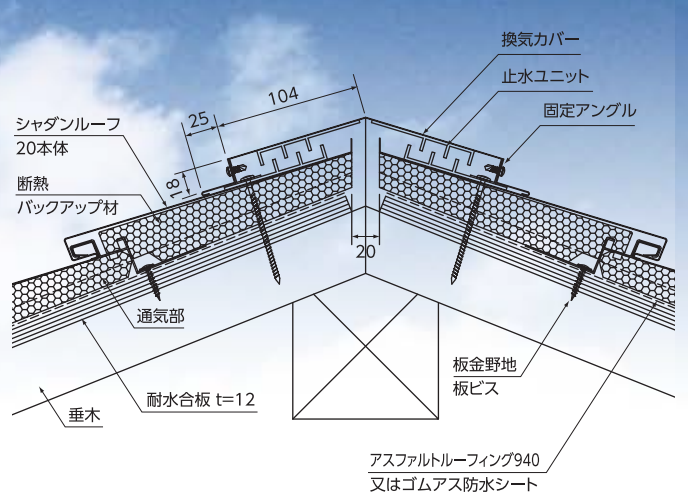 換気カバー
止水ユニット
固定アングル
104
25
18
シャダンルーフ
20本体
断熱
バックアップ材
20
通気部
耐水合板 t=12
垂木
板金野地
板ビス
アスファルトルーフィング940
又はゴムアス防水シート